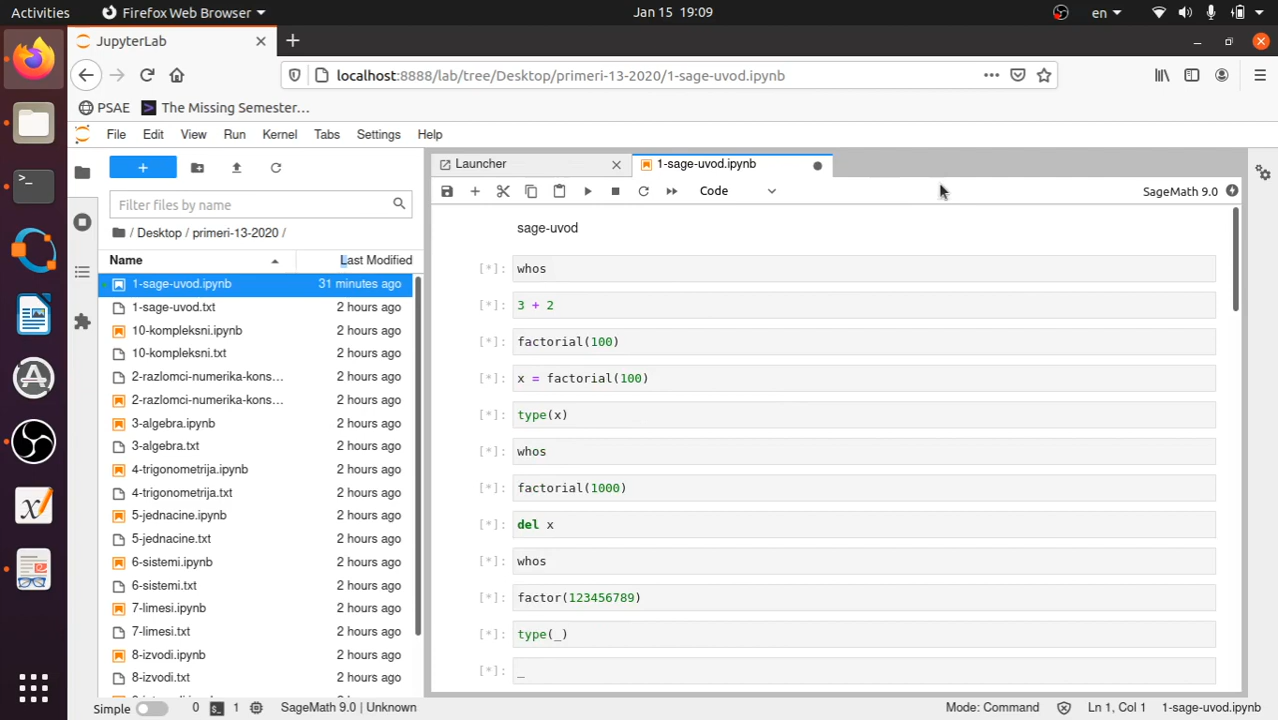 Activities
Firefox Web Browser
Jan 15 19:09
en
JupyterLab
localhost:8888/lab/tree/Desktop/primeri-13-2020/1-sage-uvod.ipynb
PSAE
The Missing Semester…
File Edit View Run Kernel Tabs Settings Help
Filter files by name
/ Desktop / primeri-13-2020 /
Name Last Modified
1-sage-uvod.ipynb 31 minutes ago
1-sage-uvod.txt 2 hours ago
10-kompleksni.ipynb 2 hours ago
10-kompleksni.txt 2 hours ago
2-razlomci-numerika-kons… 2 hours ago
2-razlomci-numerika-kons… 2 hours ago
3-algebra.ipynb 2 hours ago
3-algebra.txt 2 hours ago
4-trigonometrija.ipynb 2 hours ago
4-trigonometrija.txt 2 hours ago
5-jednacine.ipynb 2 hours ago
5-jednacine.txt 2 hours ago
6-sistemi.ipynb 2 hours ago
6-sistemi.txt 2 hours ago
7-limesi.ipynb 2 hours ago
7-limesi.txt 2 hours ago
8-izvodi.ipynb 2 hours ago
8-izvodi.txt 2 hours ago
Launcher
1-sage-uvod.ipynb
Code
SageMath 9.0
sage-uvod
[*]: whos
[*]: 3 + 2
[*]: factorial(100)
[*]: x = factorial(100)
[*]: type(x)
[*]: whos
[*]: factorial(1000)
[*]: del x
[*]: whos
[*]: factor(123456789)
[*]: type(_)
[*]: _
Simple 0 1 SageMath 9.0 | Unknown Mode: Command Ln 1, Col 1 1-sage-uvod.ipynb